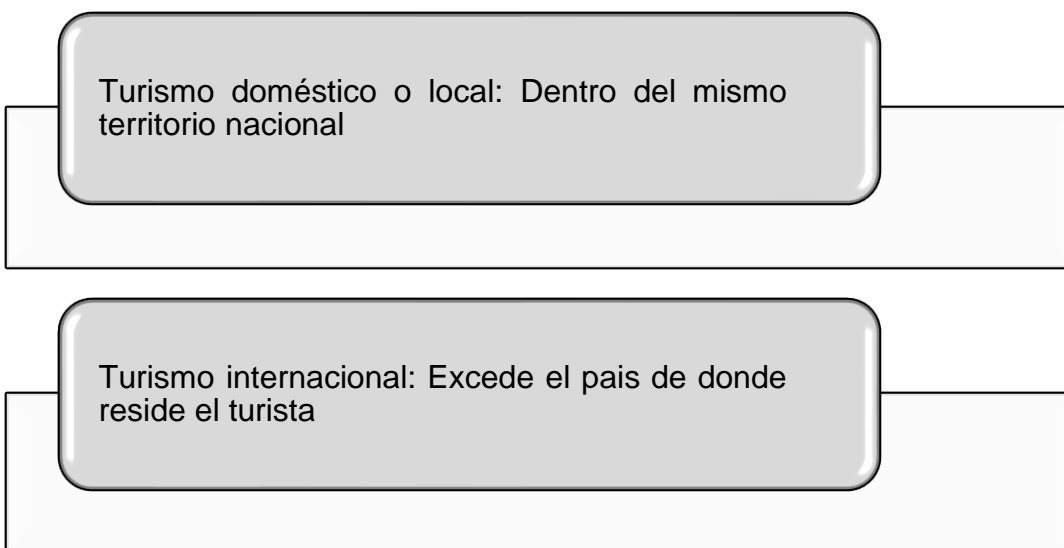 Turismo doméstico o local: Dentro del mismo
territorio nacional
Turismo internacional: Excede el pais de donde
reside el turista